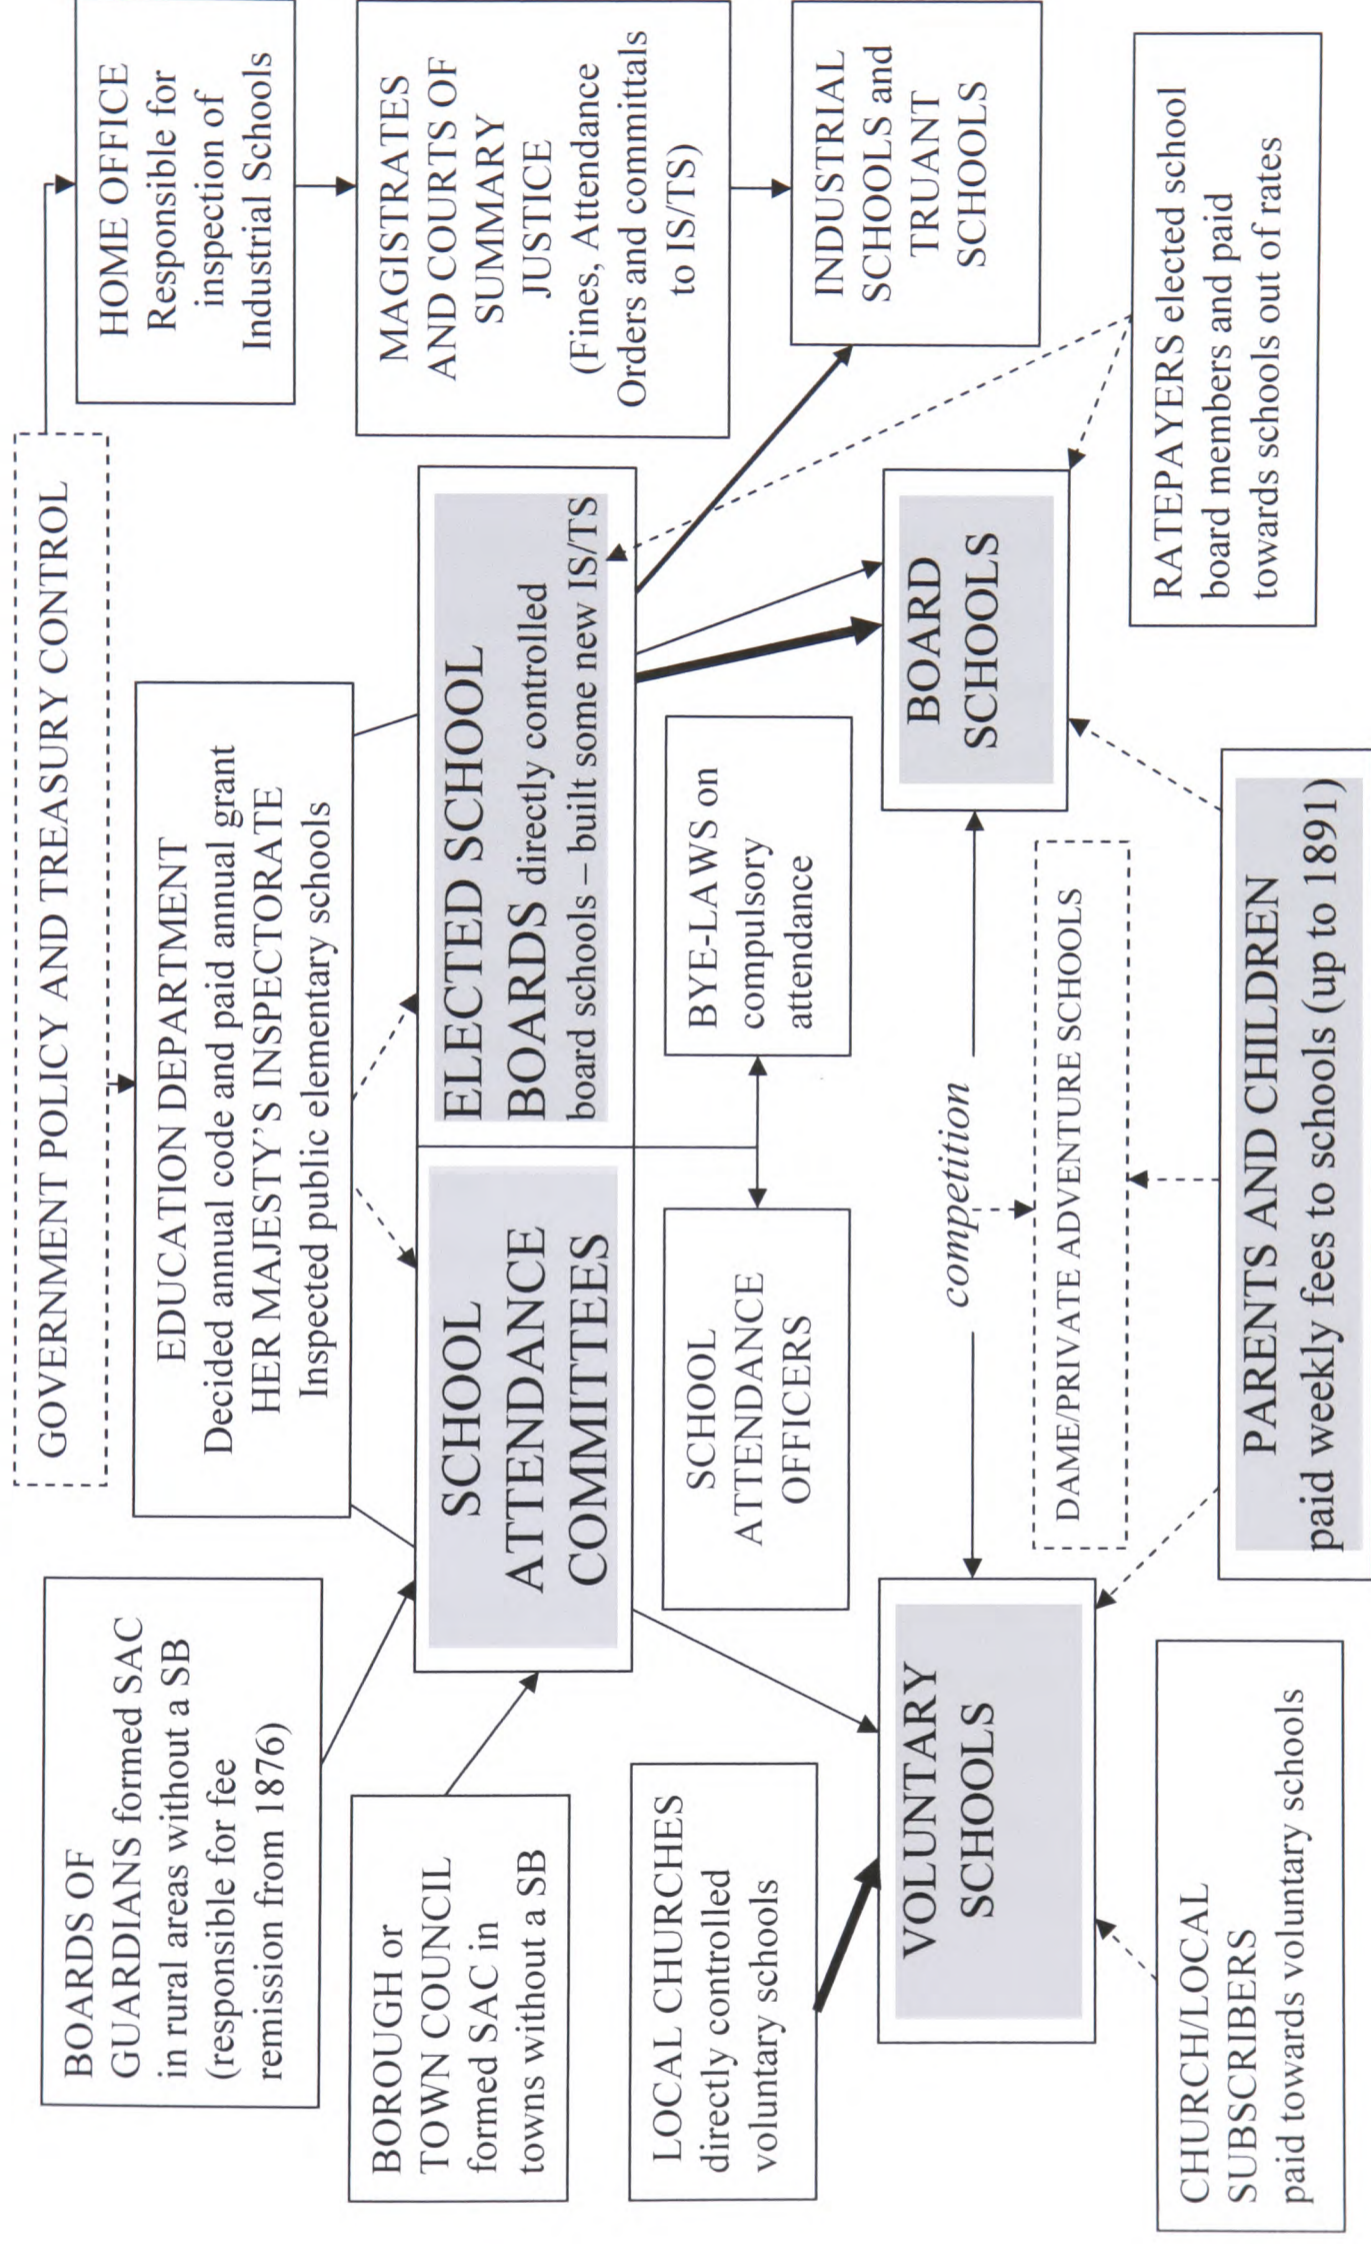 GOVERNMENT POLICY AND TREASURY CONTROL
BOARDS OF
GUARDIANS formed SAC
in rural areas without a SB
(responsible for fee
remission from 1876)
EDUCATION DEPARTMENT
Decided annual code and paid annual grant
HER MAJESTY'S INSPECTORATE
Inspected public elementary schools
HOME OFFICE
Responsible for
inspection of
Industrial Schools
BOROUGH or
TOWN COUNCIL
formed SAC in
towns without a SB
SCHOOL
ATTENDANCE
COMMITTEES
ELECTED SCHOOL
BOARDS directly controlled
board schools – built some new IS/TS
MAGISTRATES
AND COURTS OF
SUMMARY
JUSTICE
(Fines, Attendance
Orders and committals
to IS/TS)
LOCAL CHURCHES
directly controlled
voluntary schools
SCHOOL
ATTENDANCE
OFFICERS
BYE-LAWS on
compulsory
attendance
INDUSTRIAL
SCHOOLS and
TRUANT
SCHOOLS
VOLUNTARY
SCHOOLS
competition
BOARD
SCHOOLS
DAME/PRIVATE ADVENTURE SCHOOLS
CHURCH/LOCAL
SUBSCRIBERS
paid towards voluntary schools
PARENTS AND CHILDREN
paid weekly fees to schools (up to 1891)
RATEPAYERS elected school
board members and paid
towards schools out of rates